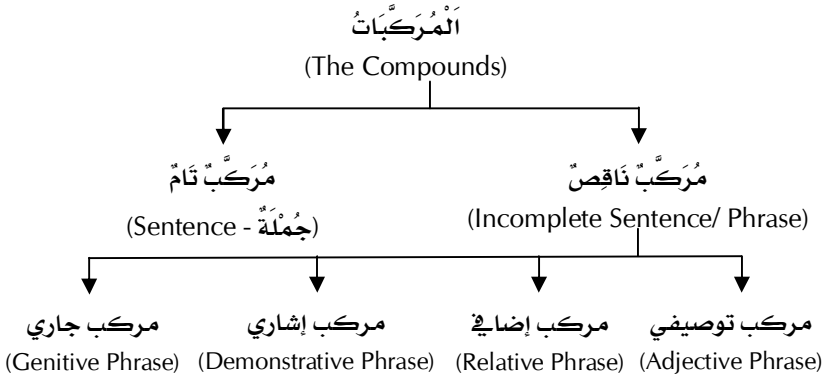 اَلْمُرَكَّبَاتُ
(The Compounds)
مُرَكَّبٌ نَاقِصٌ
(Incomplete Sentence/ Phrase)
مُرَكَّبٌ تَامٌ
(Sentence - جُمْلَةٌ)
مركب توصيفي
(Adjective Phrase)
مركب إضافي
(Relative Phrase)
مركب إشاري
(Demonstrative Phrase)
مركب جاري
(Genitive Phrase)